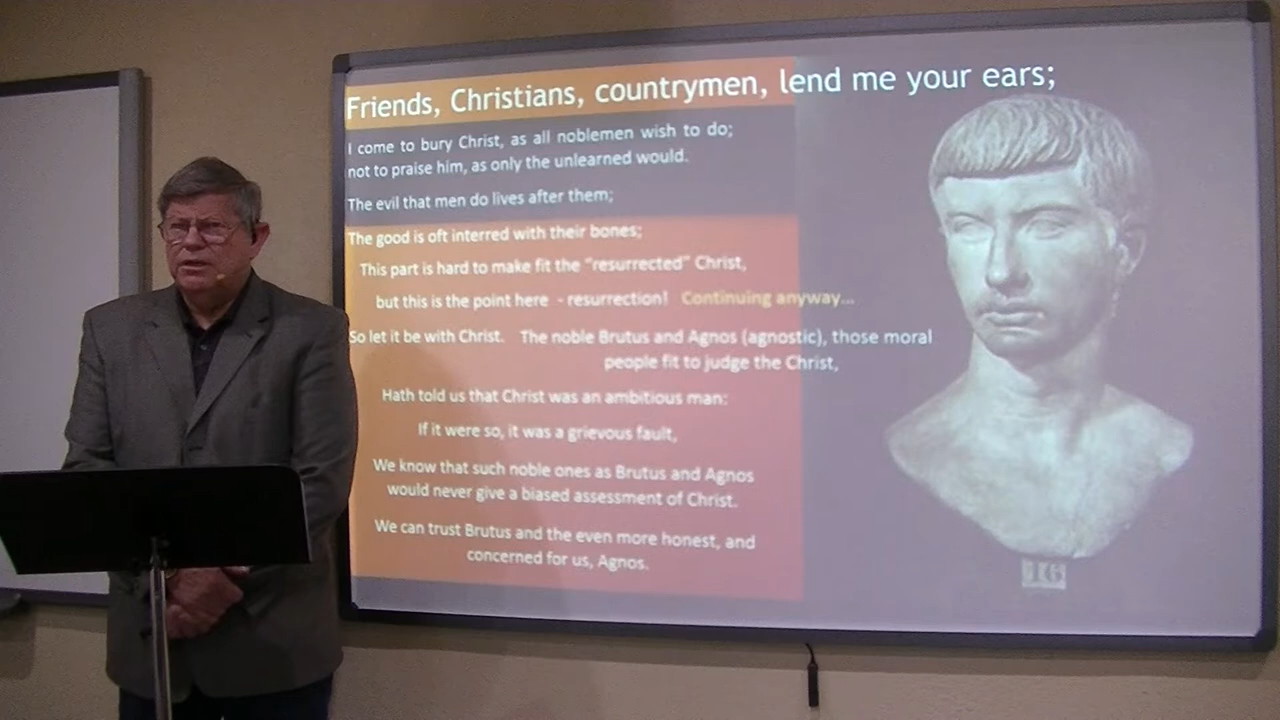 Friends, Christians, countrymen, lend me your ears;
I come to bury Christ, as all noblemen wish to do;
not to praise him, as only the unlearned would.
The evil that men do lives after them;
The good is oft interred with their bones;
This part is hard to make fit the "resurrected" Christ,
but this is the point here - resurrection! Continuing anyway...
So let it be with Christ. The noble Brutus and Agnos (agnostic), those moral
people fit to judge the Christ,
Hath told us that Christ was an ambitious man:
If it were so, it was a grievous fault,
We know that such noble ones as Brutus and Agnos
would never give a biased assessment of Christ.
We can trust Brutus and the even more honest, and
concerned for us, Agnos.
16